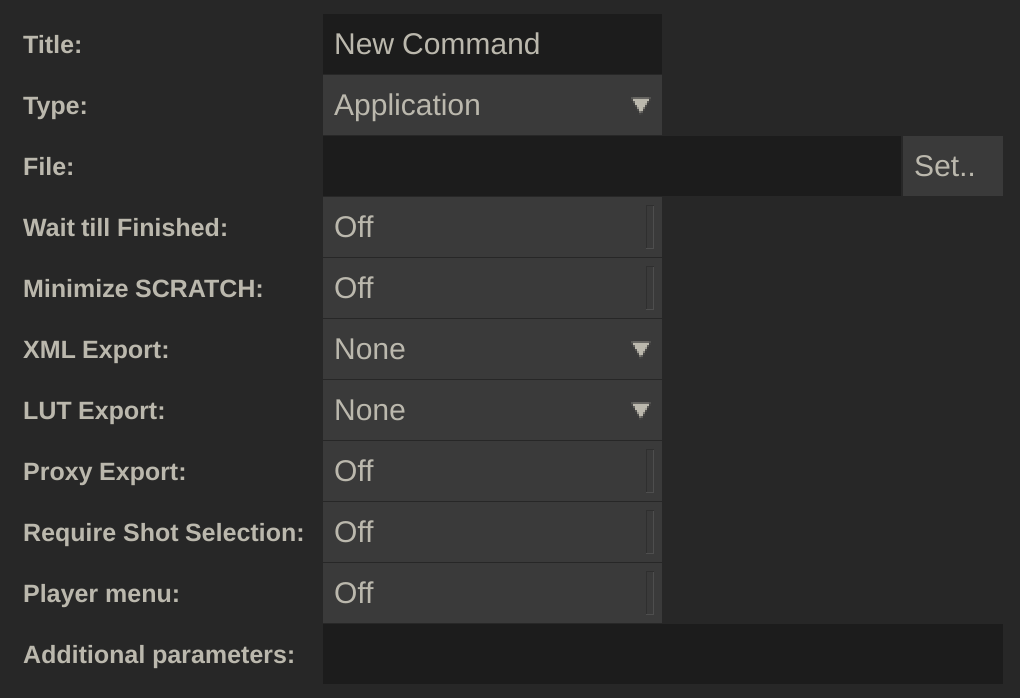 Title: New Command
Type: Application
File: Set..
Wait till Finished: Off
Minimize SCRATCH: Off
XML Export: None
LUT Export: None
Proxy Export: Off
Require Shot Selection: Off
Player menu: Off
Additional parameters: